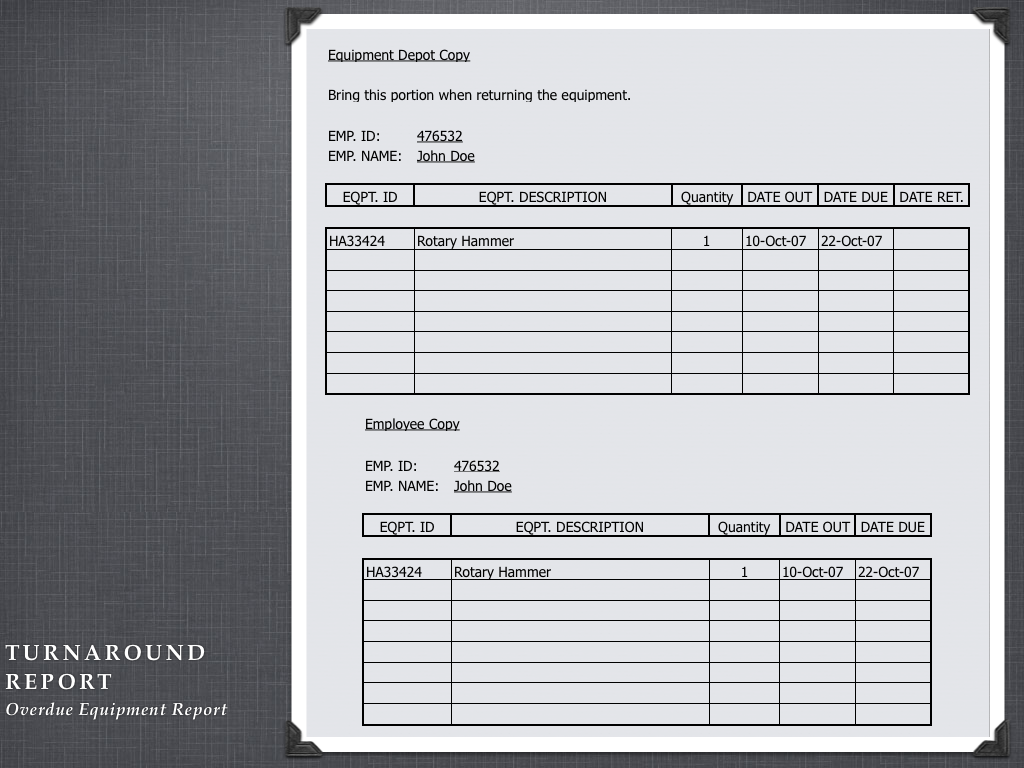 Equipment Depot Copy
Bring this portion when returning the equipment.
EMP. ID: 476532
EMP. NAME: John Doe
EQPT. ID EQPT. DESCRIPTION Quantity DATE OUT DATE DUE DATE RET.
HA33424 Rotary Hammer 1 10-Oct-07 22-Oct-07
Employee Copy
EMP. ID: 476532
EMP. NAME: John Doe
EQPT. ID EQPT. DESCRIPTION Quantity DATE OUT DATE DUE
HA33424 Rotary Hammer 1 10-Oct-07 22-Oct-07
TURNAROUND
REPORT
Overdue Equipment Report